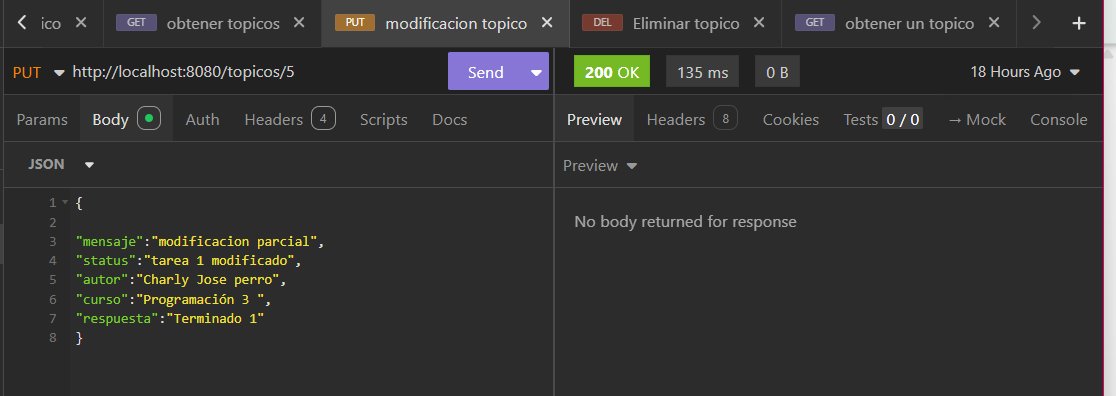 ico
GET obtener topicos
PUT modificacion topico
DEL Eliminar topico
GET obtener un topico
PUT http://localhost:8080/topicos/5 Send
200 OK 135 ms 0 B 18 Hours Ago
Params Body Auth Headers 4 Scripts Docs
Preview Headers 8 Cookies Tests 0 / 0 → Mock Console
JSON
Preview
1 {
2
3 "mensaje":"modificacion parcial",
4 "status":"tarea 1 modificado",
5 "autor":"Charly Jose perro",
6 "curso":"Programación 3 ",
7 "respuesta":"Terminado 1"
8 }
No body returned for response